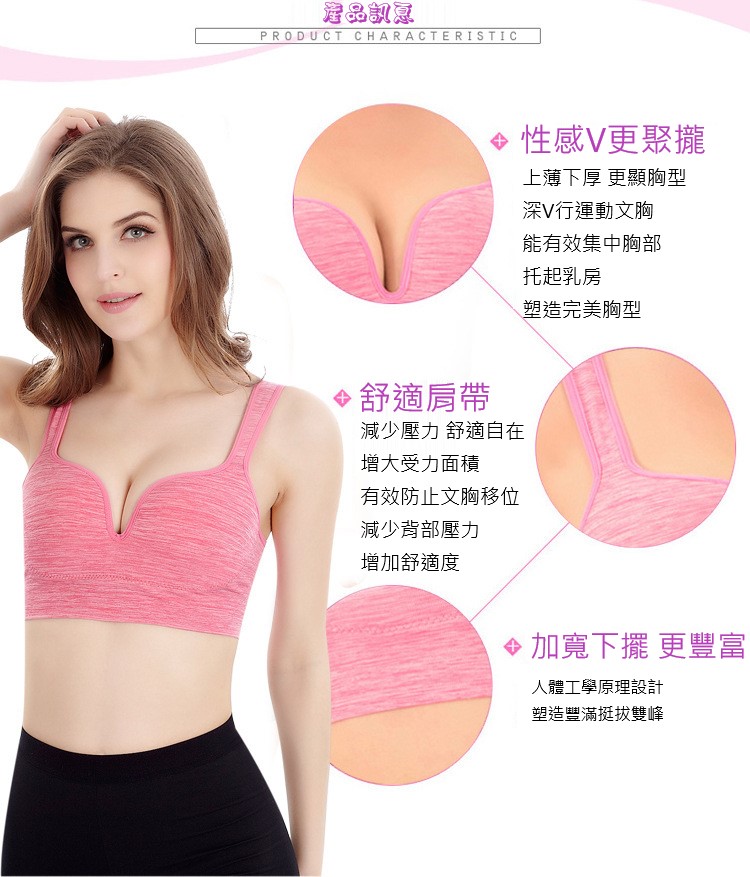 產品訊息
PRODUCT CHARACTERISTIC
性感V更聚攏
上薄下厚 更顯胸型
深V行運動文胸
能有效集中胸部
托起乳房
塑造完美胸型
舒適肩帶
減少壓力 舒適自在
增大受力面積
有效防止文胸移位
減少背部壓力
增加舒適度
加寬下擺 更豐富
人體工學原理設計
塑造豐滿挺拔雙峰